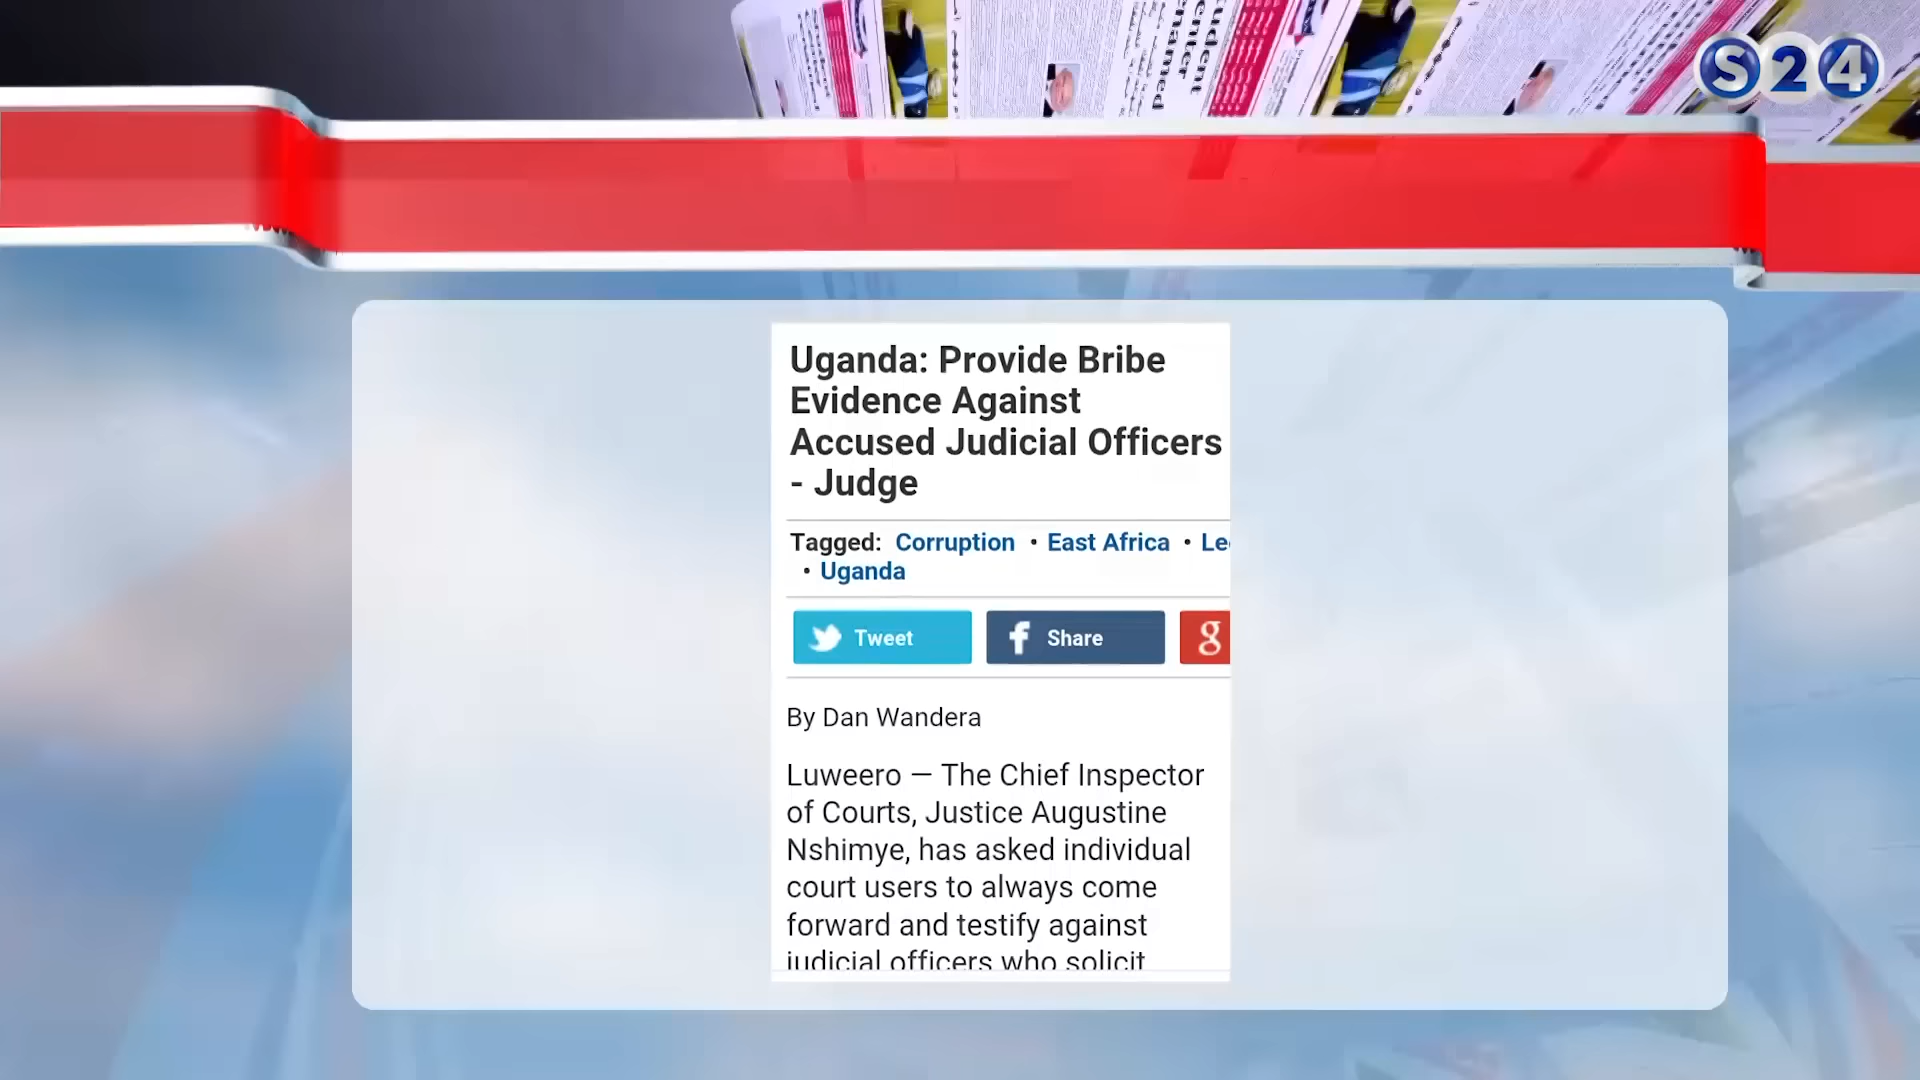 S24
Uganda: Provide Bribe
Evidence Against
Accused Judicial Officers
- Judge
Tagged: Corruption • East Africa •
• Uganda
Tweet
Share
By Dan Wandera
Luweero — The Chief Inspector
of Courts, Justice Augustine
Nshimye, has asked individual
court users to always come
forward and testify against
judicial officers who solicit